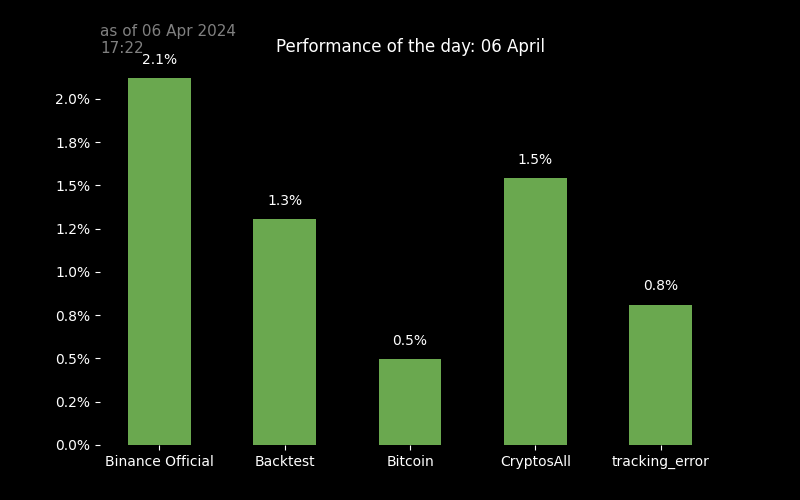 as of 06 Apr 2024
17:22
Performance of the day: 06 April
2.1%
1.3%
0.5%
1.5%
0.8%
2.0%
1.8%
1.5%
1.2%
1.0%
0.8%
0.5%
0.2%
0.0%
Binance Official
Backtest
Bitcoin
CryptosAll
tracking_error